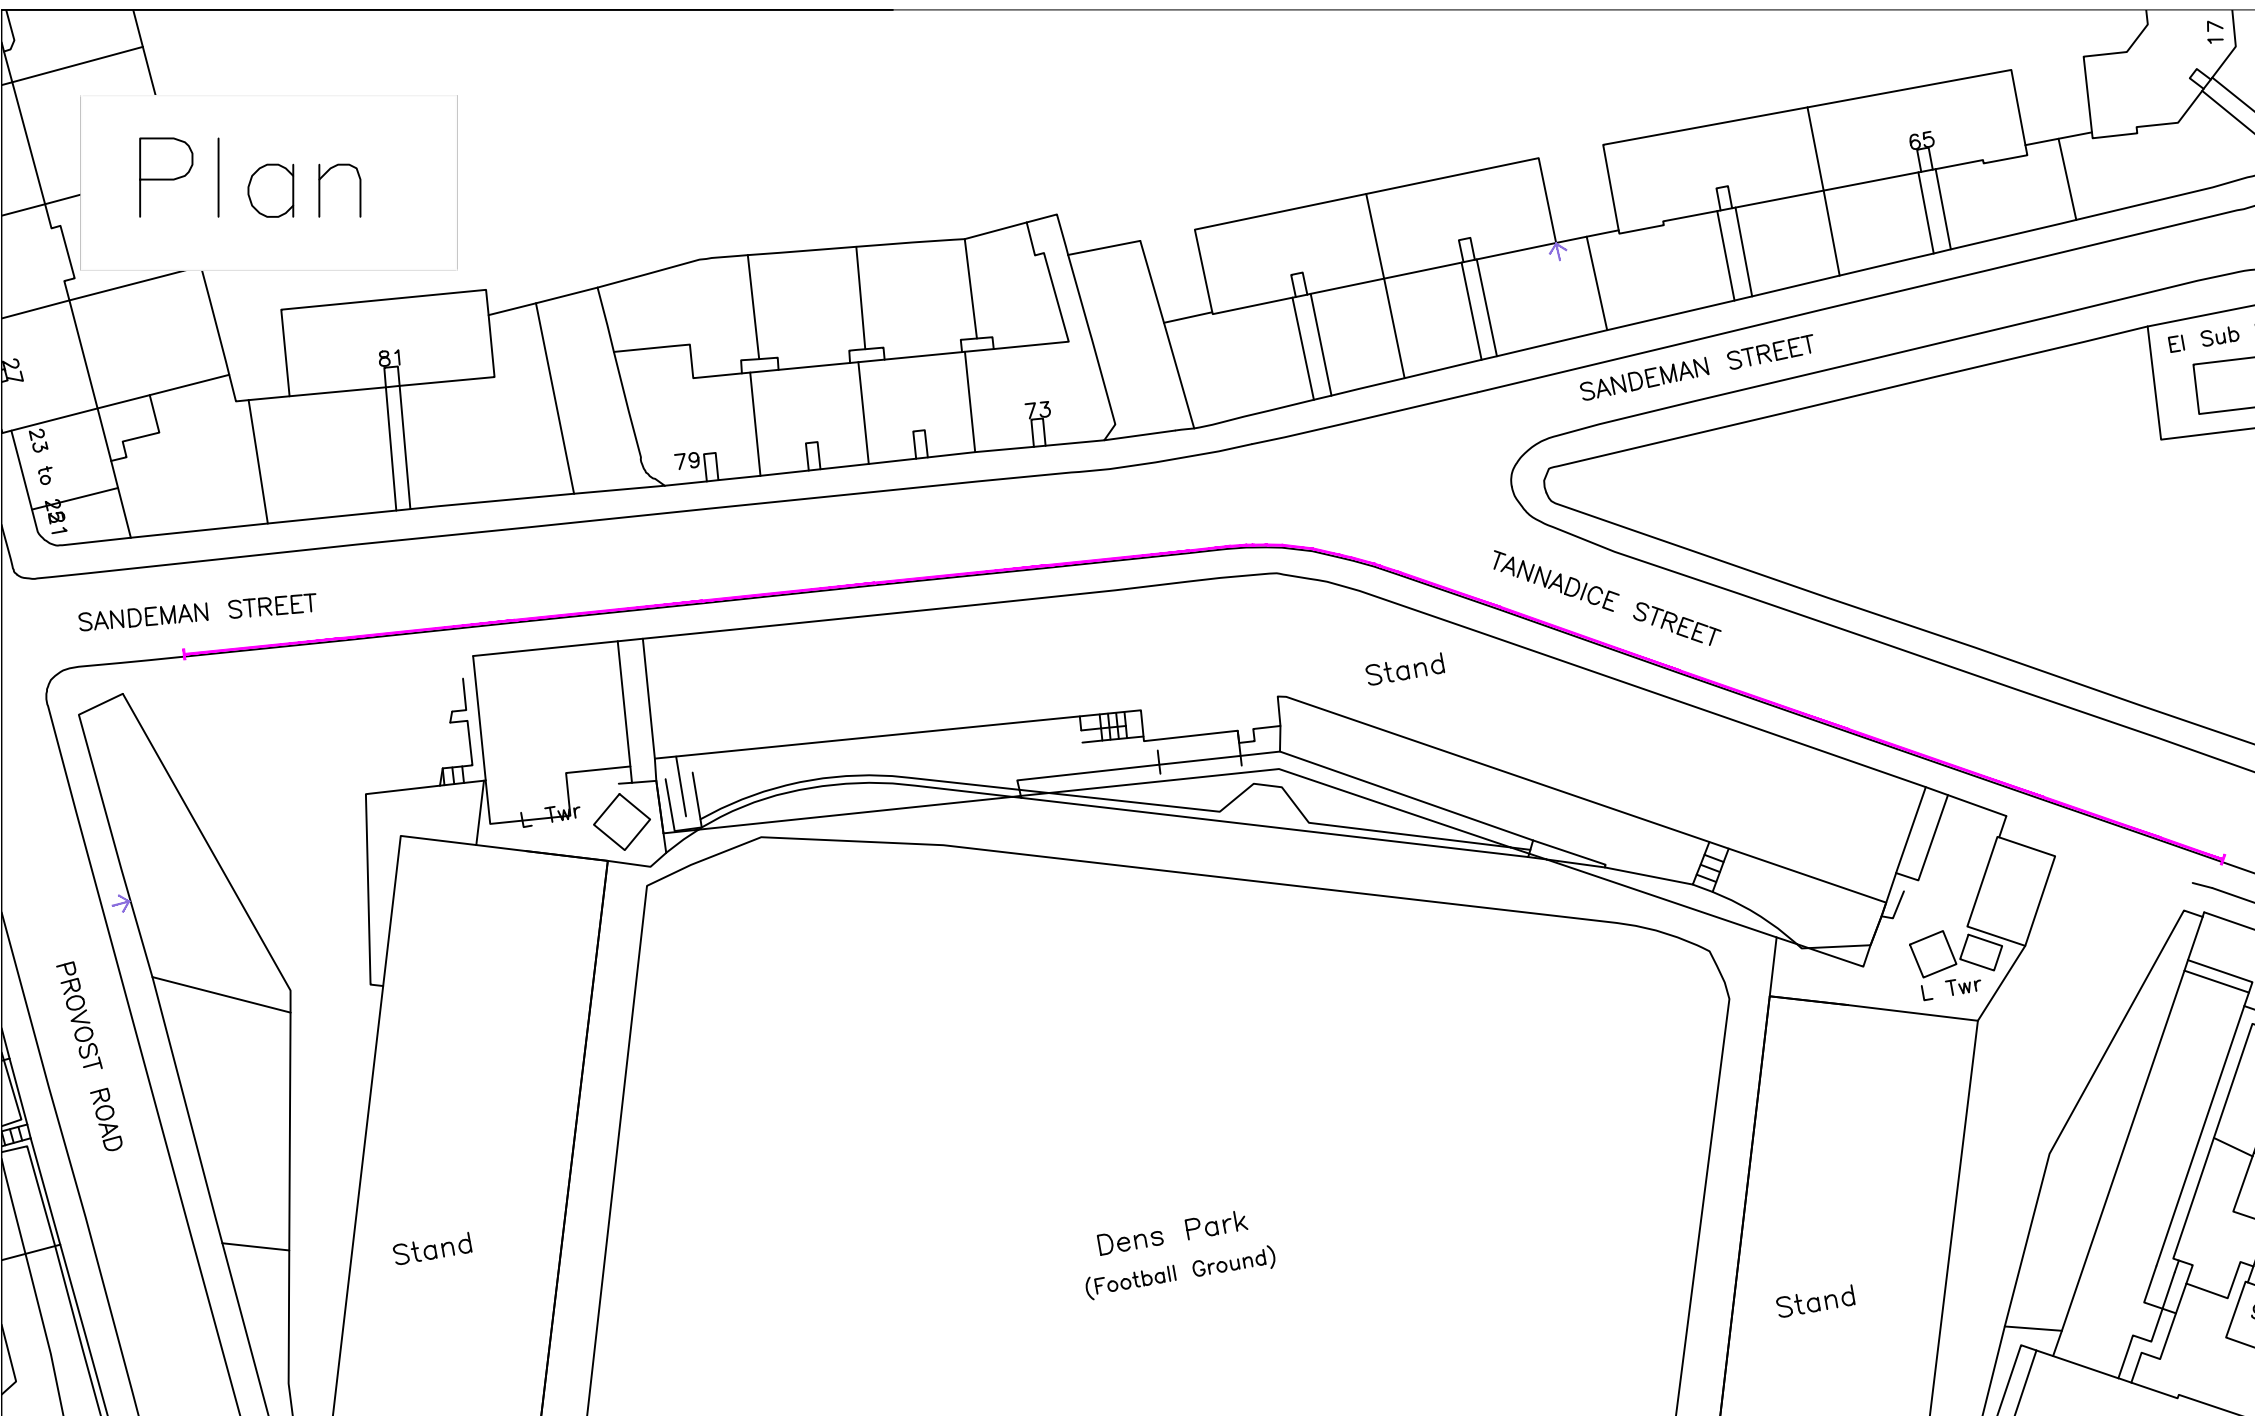 Plan
17
65
81
27
23 to
21
79
73
SANDEMAN STREET
El Sub
SANDEMAN STREET
TANNADICE STREET
Stand
L Twr
L Twr
PROVOST ROAD
Stand
Dens Park
(Football Ground)
Stand